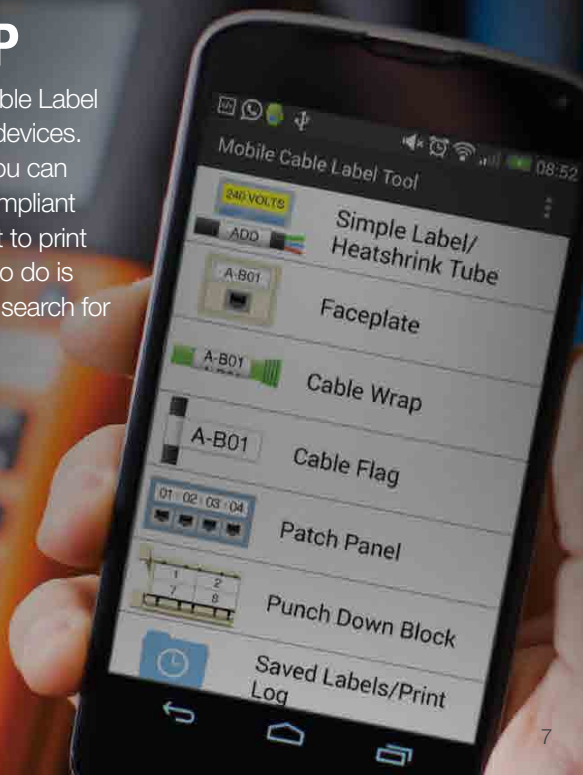 P
ble Label
devices.
ou can
mpliant
t to print
o do is
search for
08:52
Mobile Cable Label Tool
240 VOLTS
ADD
Simple Label/
Heatshrink Tube
A-B01
Faceplate
A-B01
Cable Wrap
A-B01
Cable Flag
01 02 03 04
Patch Panel
1 2
7 8
Punch Down Block
Saved Labels/Print
Log
7